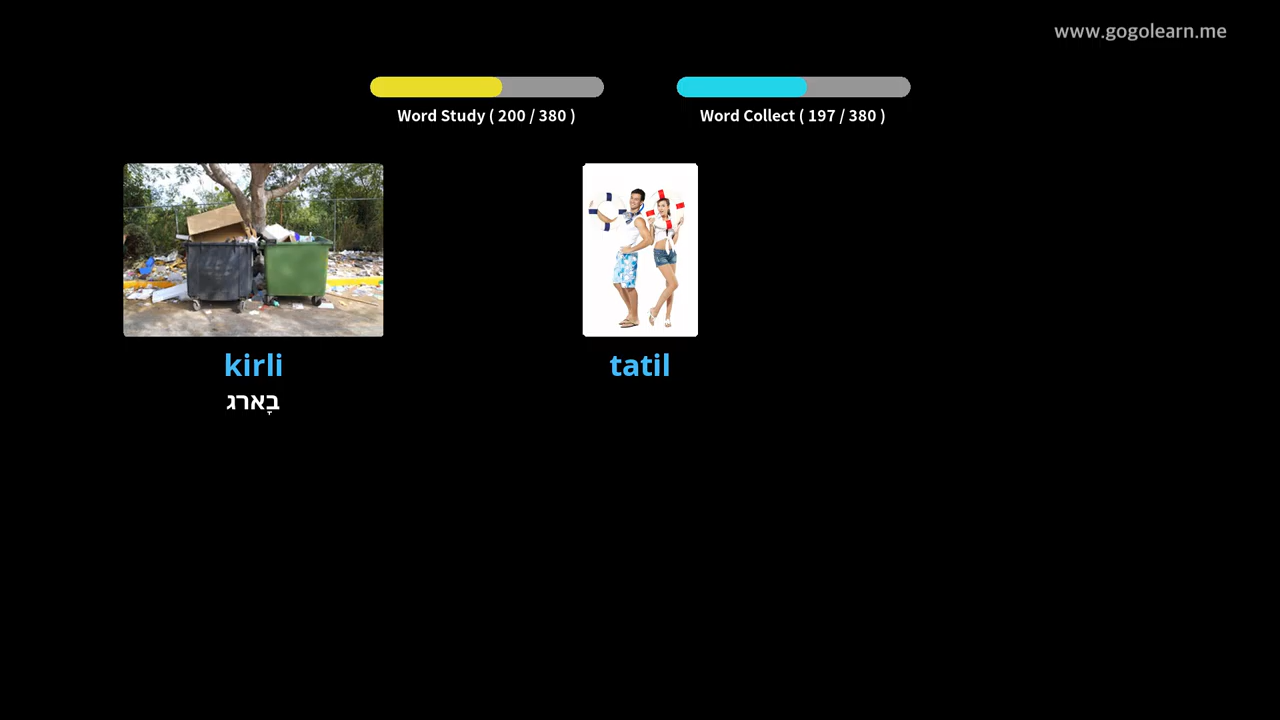 www.gogolearn.me
Word Study ( 200 / 380 )
Word Collect ( 197 / 380 )
kirli
בָארג
tatil